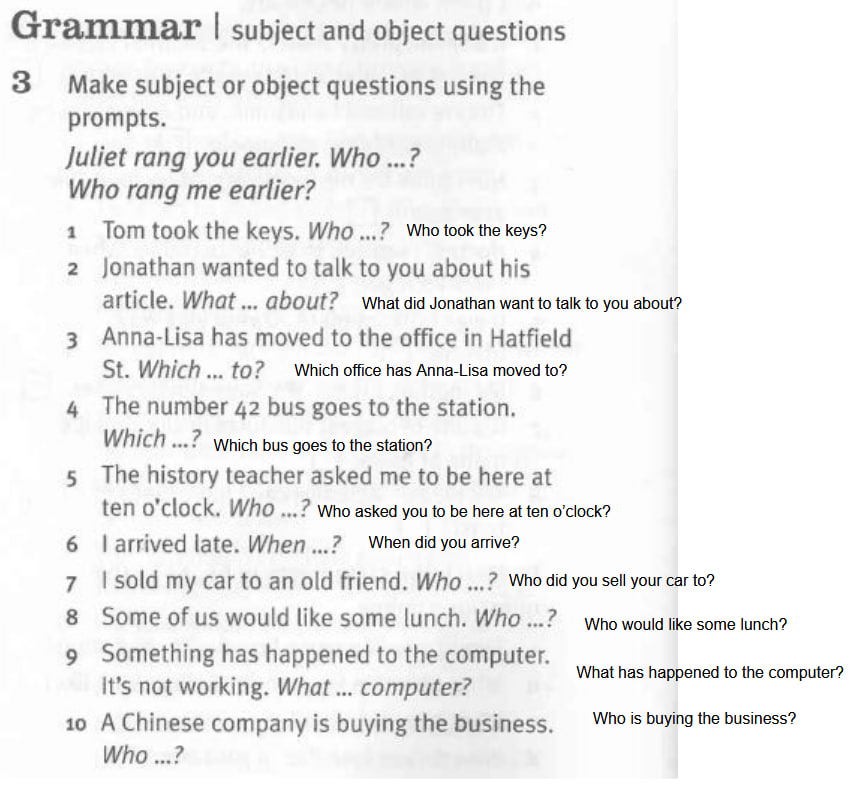 Grammar | subject and object questions
3 Make subject or object questions using the
prompts.
Juliet rang you earlier. Who ...?
Who rang me earlier?
1 Tom took the keys. Who ...? Who took the keys?
2 Jonathan wanted to talk to you about his
article. What ... about? What did Jonathan want to talk to you about?
3 Anna-Lisa has moved to the office in Hatfield
St. Which ... to? Which office has Anna-Lisa moved to?
4 The number 42 bus goes to the station.
Which ...? Which bus goes to the station?
5 The history teacher asked me to be here at
ten o'clock. Who ...? Who asked you to be here at ten o’clock?
6 I arrived late. When ...? When did you arrive?
7 I sold my car to an old friend. Who ...? Who did you sell your car to?
8 Some of us would like some lunch. Who ...? Who would like some lunch?
9 Something has happened to the computer.
It's not working. What ... computer? What has happened to the computer?
10 A Chinese company is buying the business. Who is buying the business?
Who ...?